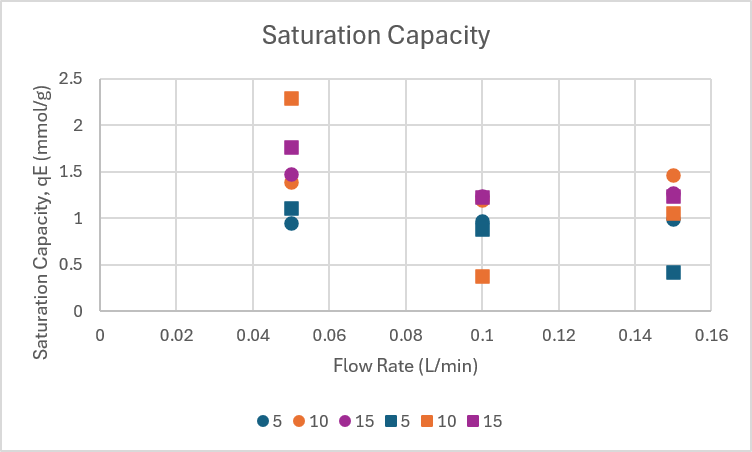 Saturation Capacity
Saturation Capacity, qE (mmol/g)
2.5
2
1.5
1
0.5
0
0 0.02 0.04 0.06 0.08 0.1 0.12 0.14 0.16
Flow Rate (L/min)
5 10 15 5 10 15